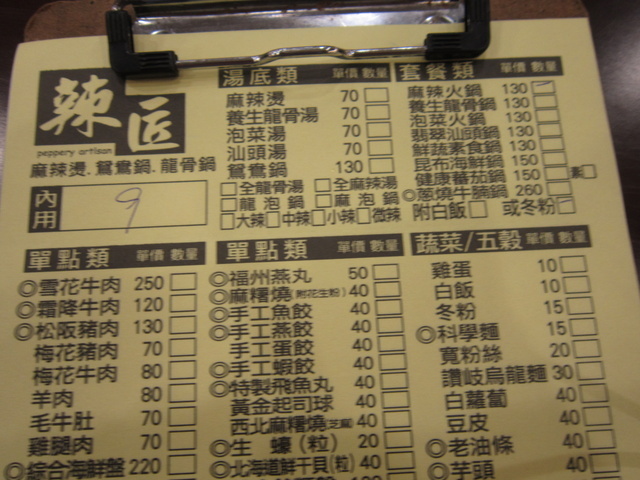 辣匠
peppery artisan
麻辣燙.鴛鴦鍋.龍骨鍋
內用 9
湯底類 單價 數量
麻辣燙 70
養生龍骨湯 70
泡菜湯 70
汕頭湯 70
鴛鴦鍋 130
全龍骨湯 全麻辣湯
龍泡鍋 麻泡鍋
大辣 中辣 小辣 微辣
套餐類 單價 數量
麻辣火鍋 130
養生龍骨鍋 130
泡菜火鍋 130
翡翠汕頭鍋 130
鮮蔬素食鍋 130
昆布海鮮鍋 150
健康蕃茄鍋 150 素
◎蔥燒牛腩鍋 260
附白飯 或冬粉
單點類 單價 數量
◎雪花牛肉 250
◎霜降牛肉 120
◎松阪豬肉 130
梅花豬肉 70
梅花牛肉 80
羊肉 80
毛牛肚 70
雞腿肉 70
◎綜合海鮮盤 220
單點類 單價 數量
◎福州燕丸 50
◎麻糬燒(附花生粉) 40
◎手工魚餃 40
◎手工燕餃 40
手工蛋餃 40
◎手工蝦餃 40
◎特製飛魚丸 40
黃金起司球 40
西北麻糬燒(芝麻) 40
◎生蠔(粒) 20
◎北海道鮮干貝(粒) 40
蔬菜/五穀 單價 數量
雞蛋 10
白飯 10
冬粉 15
◎科學麵 15
寬粉絲 20
讚岐烏龍麵 30
白蘿蔔 40
豆皮 40
◎老油條 40
◎芋頭 40